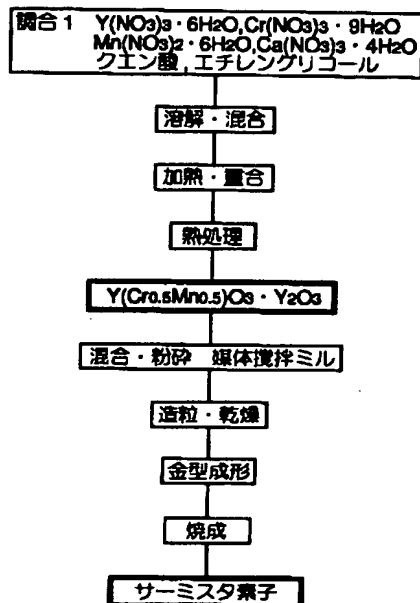 調合1 Y(NO3)3・6H2O,Cr(NO3)3・9H2O
Mn(NO3)2・6H2O,Ca(NO3)3・4H2O
クエン酸,エチレングリコール
溶解・混合
加熱・重合
熱処理
Y(Cr0.5Mn0.5)O3・Y2O3
混合・粉砕 媒体撹拌ミル
造粒・乾燥
金型成形
焼成
サーミスタ素子